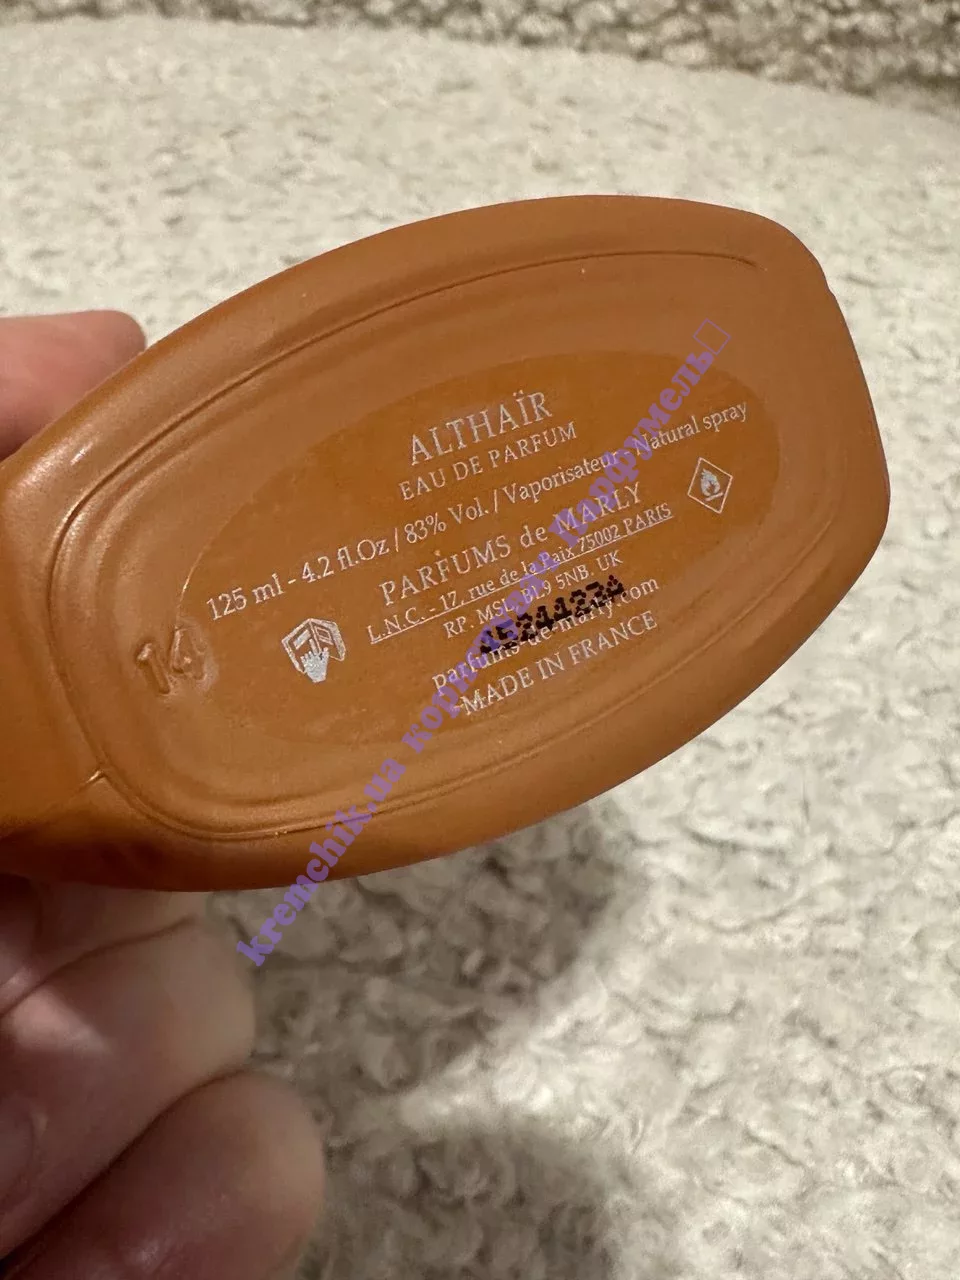 ALTHAÏR
EAU DE PARFUM
125 ml - 4.2 fl.Oz / 83% Vol. / Vaporisateur - Natural spray
PARFUMS de MARLY
L.N.C. - 17, rue de la Paix 75002 PARIS
RP. MSL, BL9 5NB, UK
parfums-de-marly.com
MADE IN FRANCE
14
kremchik.ua
Парфумель